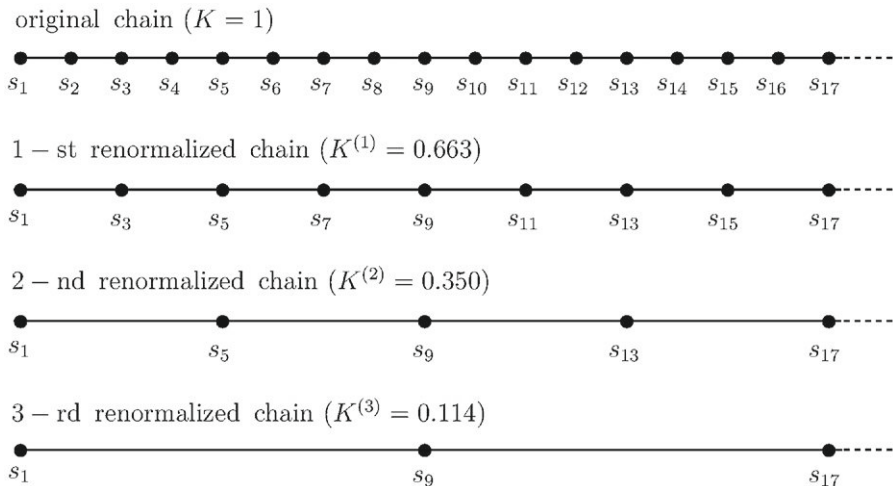 original chain (K = 1)
s₁ s₂ s₃ s₄ s₅ s₆ s₇ s₈ s₉ s₁₀ s₁₁ s₁₂ s₁₃ s₁₄ s₁₅ s₁₆ s₁₇
1 − st renormalized chain (K⁽¹⁾ = 0.663)
s₁ s₃ s₅ s₇ s₉ s₁₁ s₁₃ s₁₅ s₁₇
2 − nd renormalized chain (K⁽²⁾ = 0.350)
s₁ s₅ s₉ s₁₃ s₁₇
3 − rd renormalized chain (K⁽³⁾ = 0.114)
s₁ s₉ s₁₇